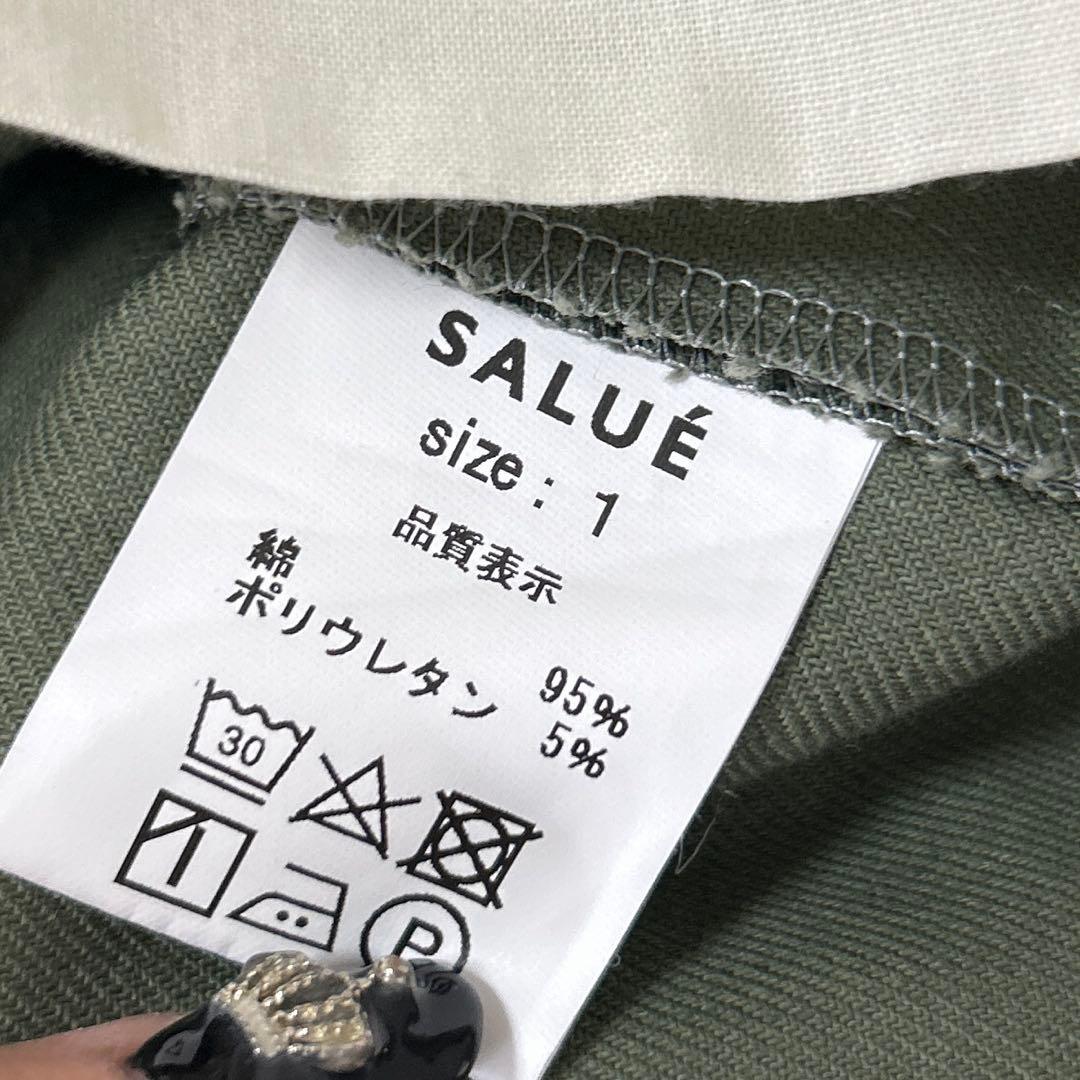 SALUÉ
size : 1
品質表示
綿 95%
ポリウレタン 5%
30
P